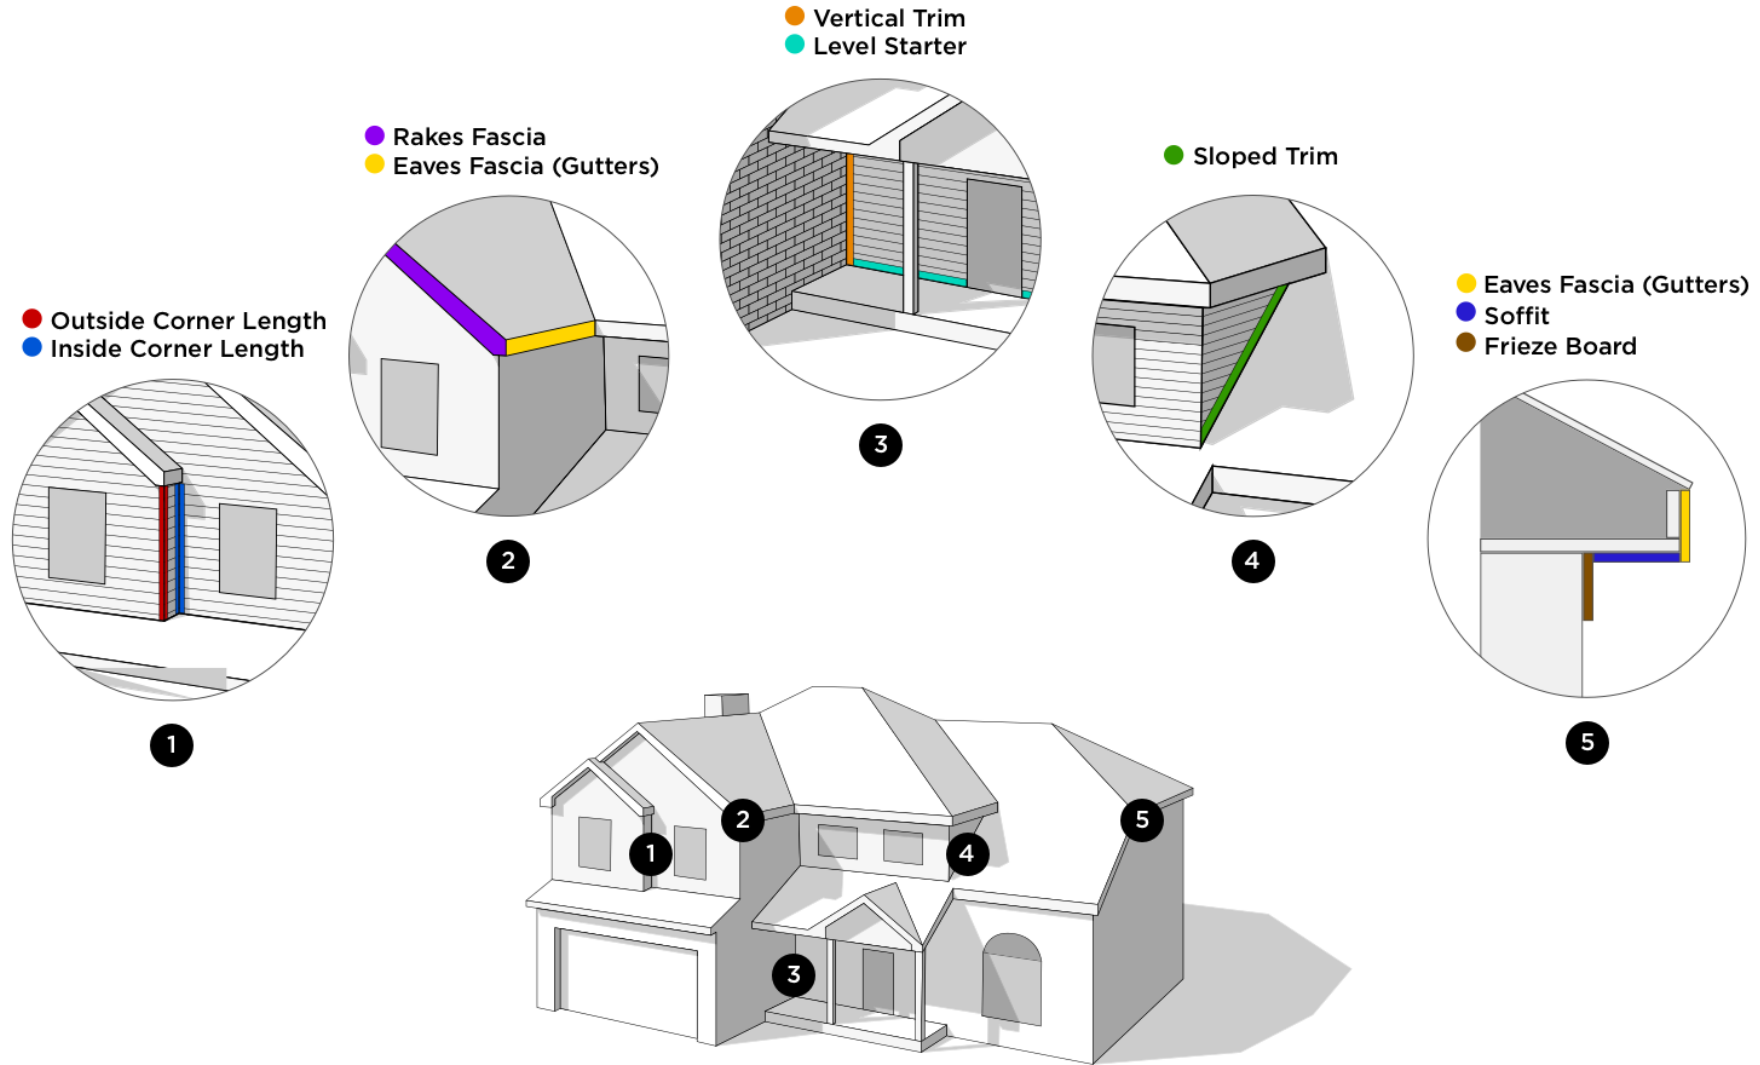 Vertical Trim
Level Starter
Rakes Fascia
Eaves Fascia (Gutters)
Sloped Trim
Eaves Fascia (Gutters)
Soffit
Frieze Board
Outside Corner Length
Inside Corner Length
3
2
4
1
5
2
5
1
4
3